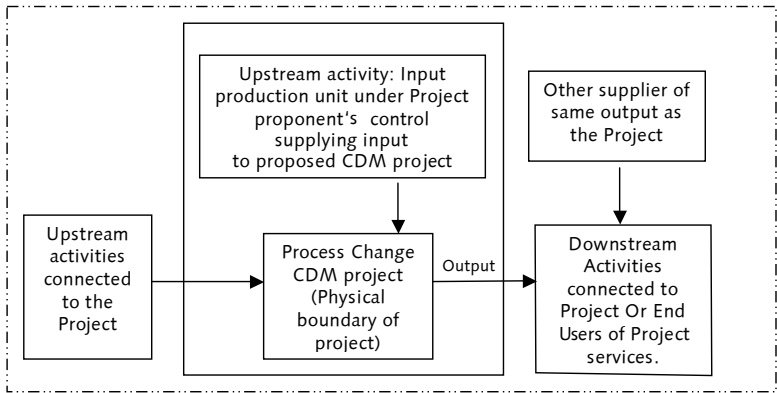 Upstream activity: Input
production unit under Project
proponent's control
supplying input
to proposed CDM project
Other supplier of
same output as
the Project
Upstream
activities
connected
to the
Project
Process Change
CDM project
(Physical
boundary of
project)
Output
Downstream
Activities
connected to
Project Or End
Users of Project
services.